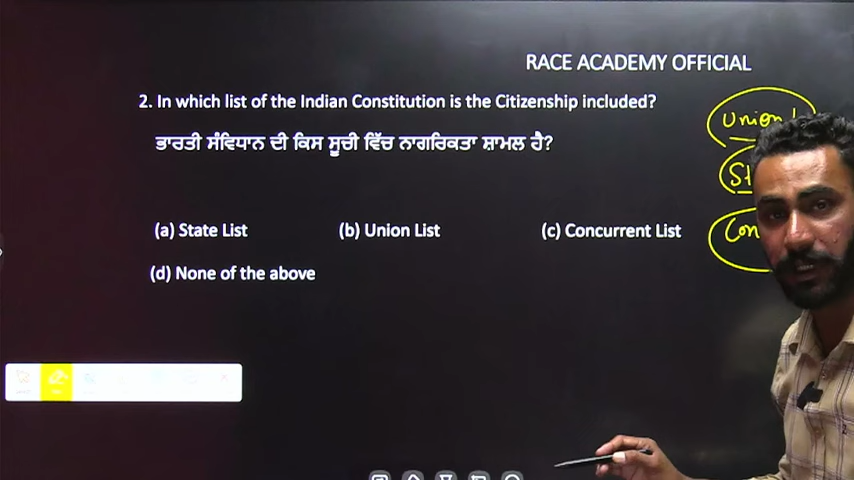 RACE ACADEMY OFFICIAL
2. In which list of the Indian Constitution is the Citizenship included?
ਭਾਰਤੀ ਸੰਵਿਧਾਨ ਦੀ ਕਿਸ ਸੂਚੀ ਵਿੱਚ ਨਾਗਰਿਕਤਾ ਸ਼ਾਮਲ ਹੈ?
Union
(a) State List (b) Union List (c) Concurrent List
(d) None of the above